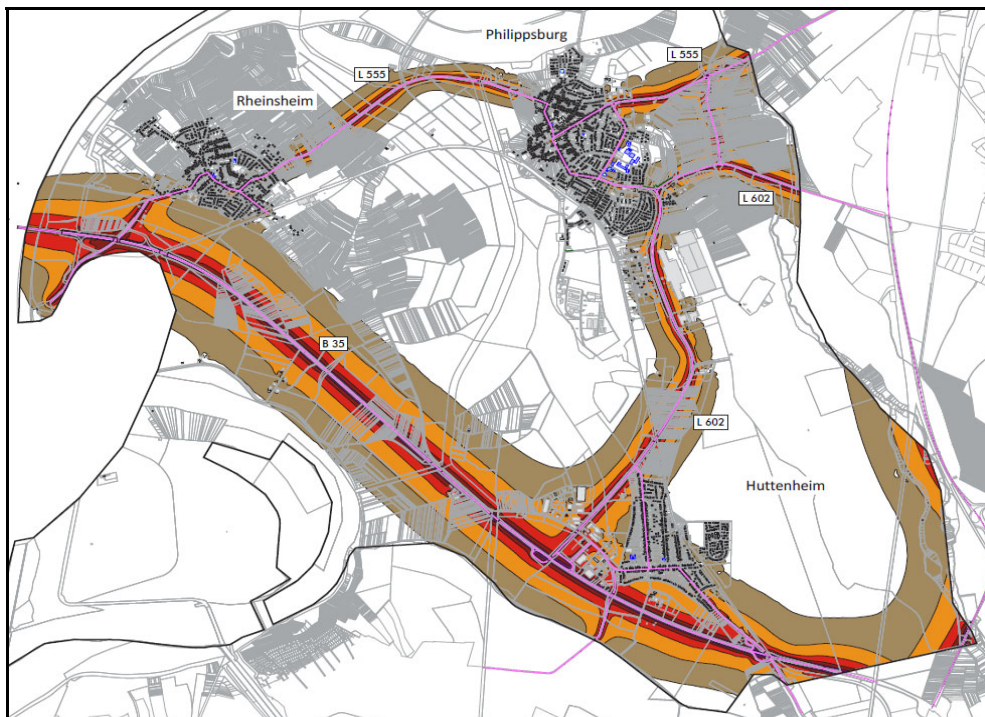 Philippsburg
L 555
L 555
Rheinsheim
L 602
B 35
L 602
Huttenheim